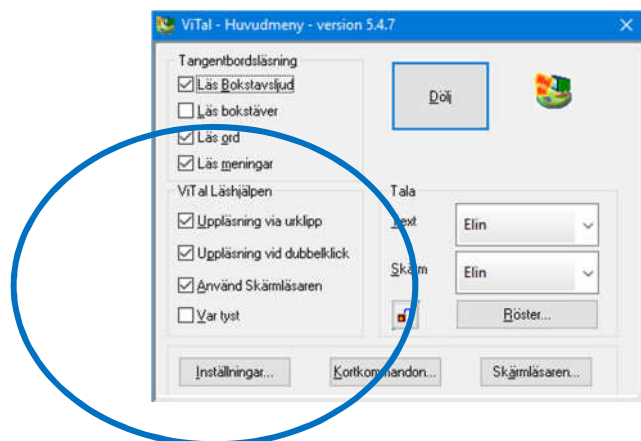 ViTal - Huvudmeny - version 5.4.7
Tangentbordsläsning
Läs Bokstavsljud
Läs bokstäver
Läs ord
Läs meningar
Dölj
ViTal Läshjälpen
Uppläsning via urklipp
Uppläsning vid dubbelklick
Använd Skärmläsaren
Var tyst
Tala
Text
Elin
Skärm
Elin
Röster...
Inställningar...
Kortkommandon...
Skärmläsaren...